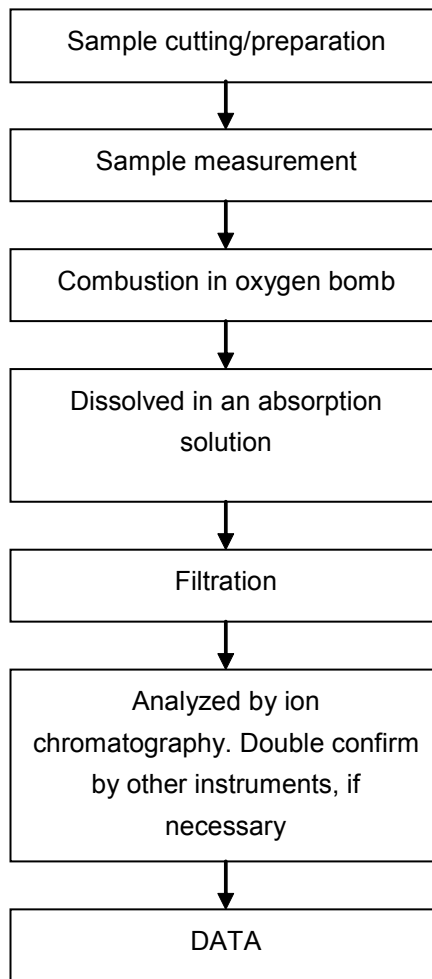 Sample cutting/preparation
Sample measurement
Combustion in oxygen bomb
Dissolved in an absorption
solution
Filtration
Analyzed by ion
chromatography. Double confirm
by other instruments, if
necessary
DATA